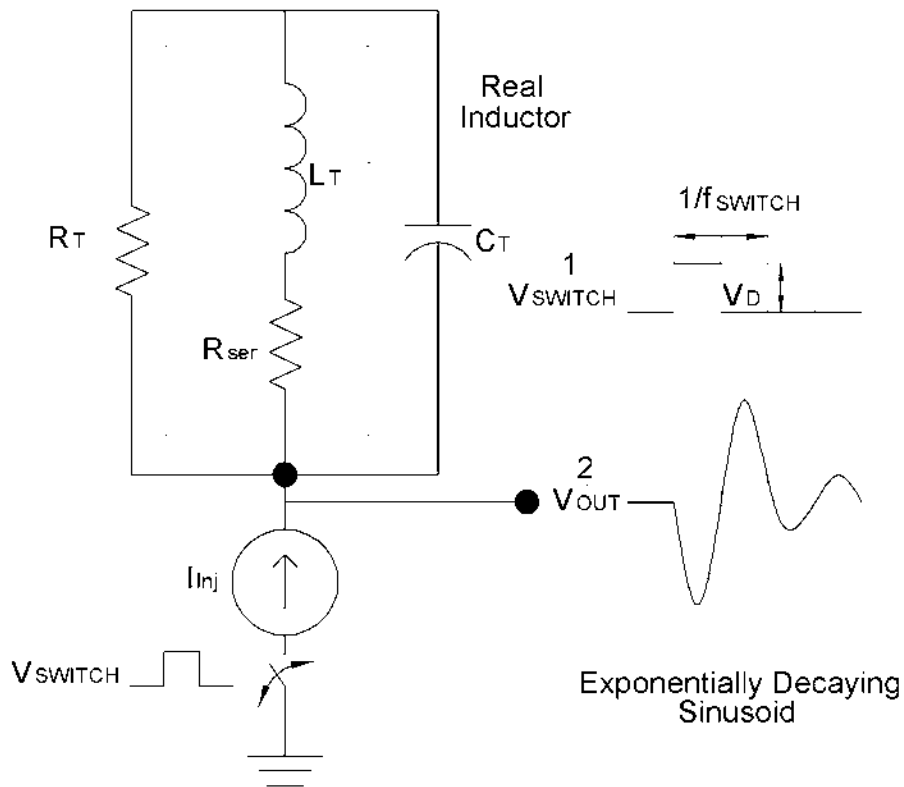 Real
Inductor
LT
RT
CT
Rser
1/fSWITCH
1
VSWITCH
VD
2
VOUT
IInj
VSWITCH
Exponentially Decaying
Sinusoid